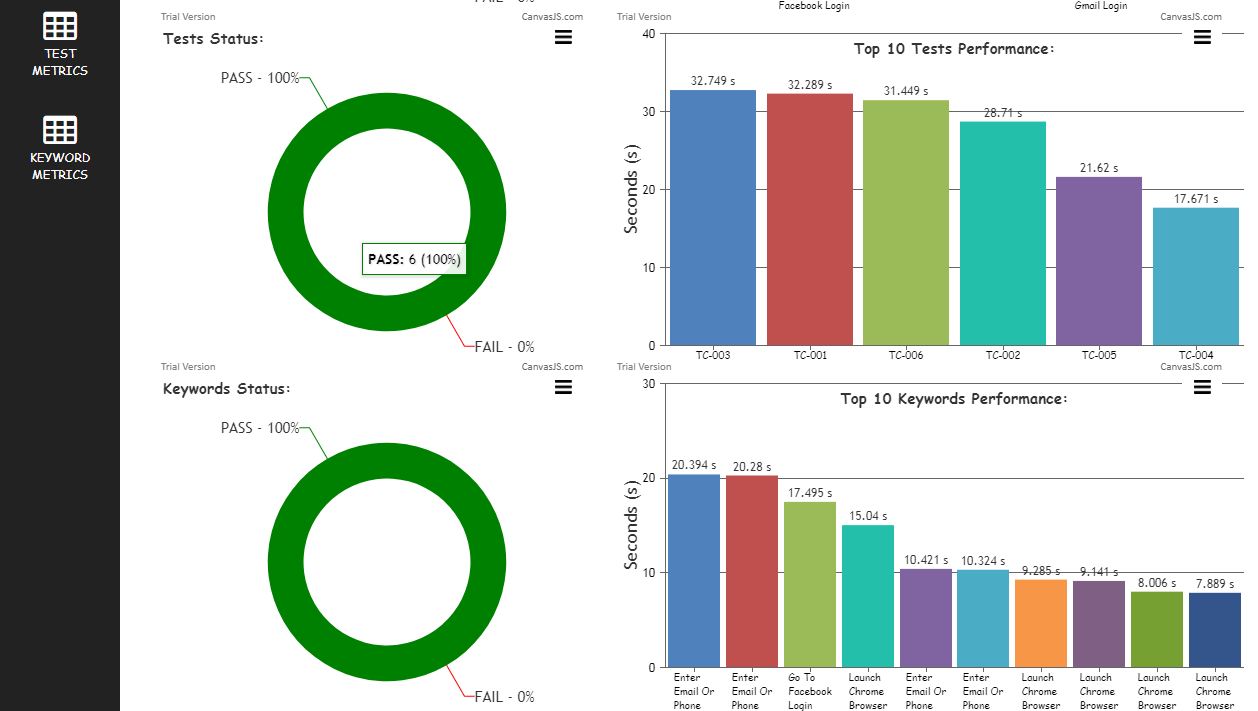 TEST
METRICS
KEYWORD
METRICS
FAIL - 0%
Facebook Login
Gmail Login
Trial Version
CanvasJS.com
Tests Status:
PASS - 100%
PASS: 6 (100%)
FAIL - 0%
Trial Version
CanvasJS.com
Top 10 Tests Performance:
Seconds (s)
40
30
20
10
0
32.749 s
32.289 s
31.449 s
28.71 s
21.62 s
17.671 s
TC-003
TC-001
TC-006
TC-002
TC-005
TC-004
Trial Version
CanvasJS.com
Keywords Status:
PASS - 100%
FAIL - 0%
Trial Version
CanvasJS.com
Top 10 Keywords Performance:
Seconds (s)
30
20
10
0
20.394 s
20.28 s
17.495 s
15.04 s
10.421 s
10.324 s
9.285 s
9.141 s
8.006 s
7.889 s
Enter
Email Or
Phone
Enter
Email Or
Phone
Go To
Facebook
Login
Launch
Chrome
Browser
Enter
Email Or
Phone
Enter
Email Or
Phone
Launch
Chrome
Browser
Launch
Chrome
Browser
Launch
Chrome
Browser
Launch
Chrome
Browser